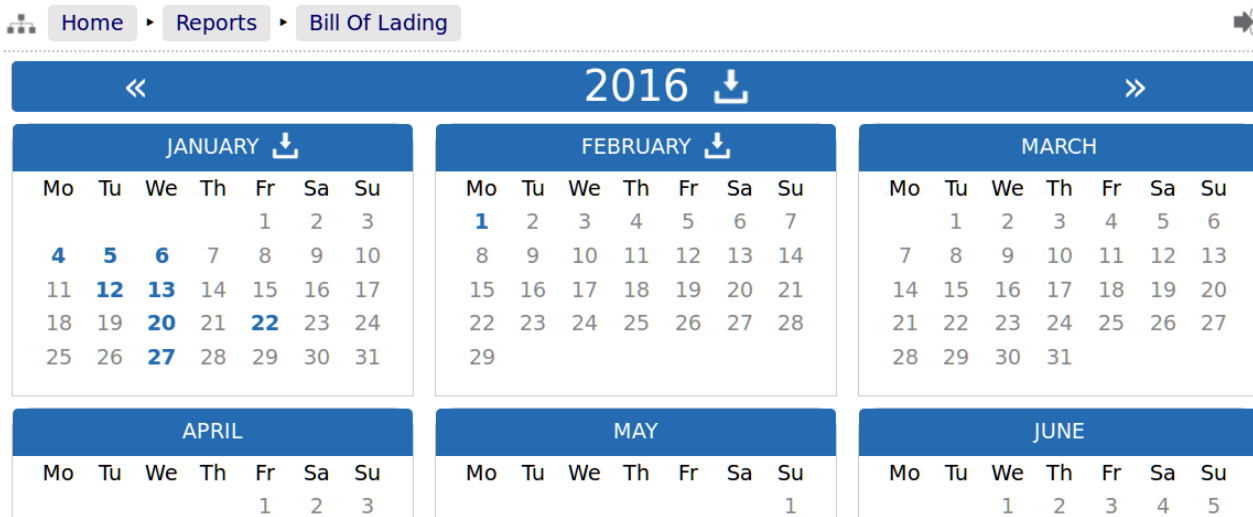 Home ‣ Reports ‣ Bill Of Lading
« 2016 »
JANUARY FEBRUARY MARCH
Mo Tu We Th Fr Sa Su Mo Tu We Th Fr Sa Su Mo Tu We Th Fr Sa Su
1 2 3 1 2 3 4 5 6 7 1 2 3 4 5 6
4 5 6 7 8 9 10 8 9 10 11 12 13 14 7 8 9 10 11 12 13
11 12 13 14 15 16 17 15 16 17 18 19 20 21 14 15 16 17 18 19 20
18 19 20 21 22 23 24 22 23 24 25 26 27 28 21 22 23 24 25 26 27
25 26 27 28 29 30 31 29 28 29 30 31
APRIL MAY JUNE
Mo Tu We Th Fr Sa Su Mo Tu We Th Fr Sa Su Mo Tu We Th Fr Sa Su
1 2 3 1 1 2 3 4 5